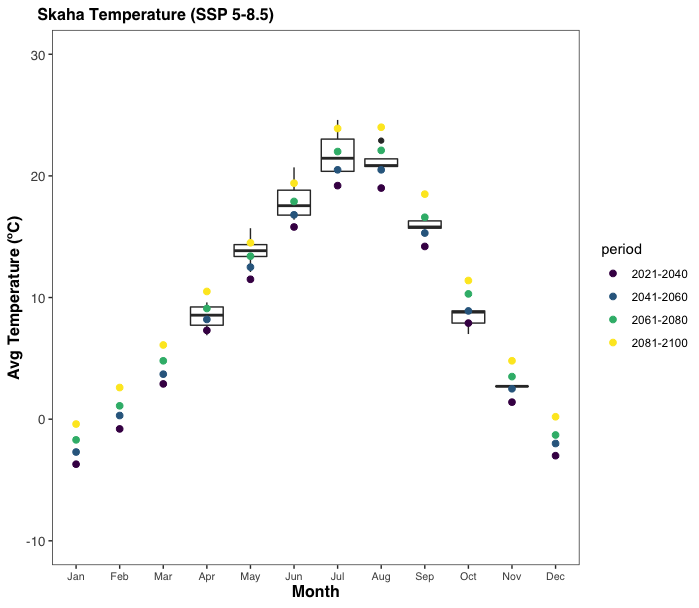 Skaha Temperature (SSP 5-8.5)
Avg Temperature (°C)
30
20
10
0
-10
Jan Feb Mar Apr May Jun Jul Aug Sep Oct Nov Dec
Month
period
2021-2040
2041-2060
2061-2080
2081-2100